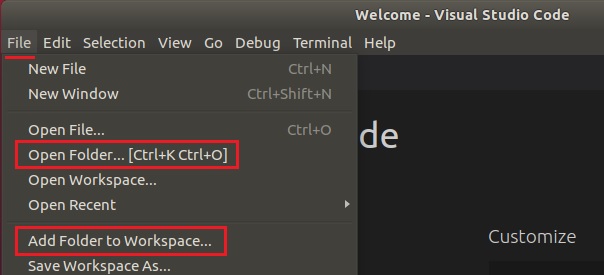 Welcome - Visual Studio Code
File Edit Selection View Go Debug Terminal Help
New File Ctrl+N
New Window Ctrl+Shift+N
Open File... Ctrl+O
Open Folder... [Ctrl+K Ctrl+O]
Open Workspace...
Open Recent
Add Folder to Workspace...
Save Workspace As...
de
Customize